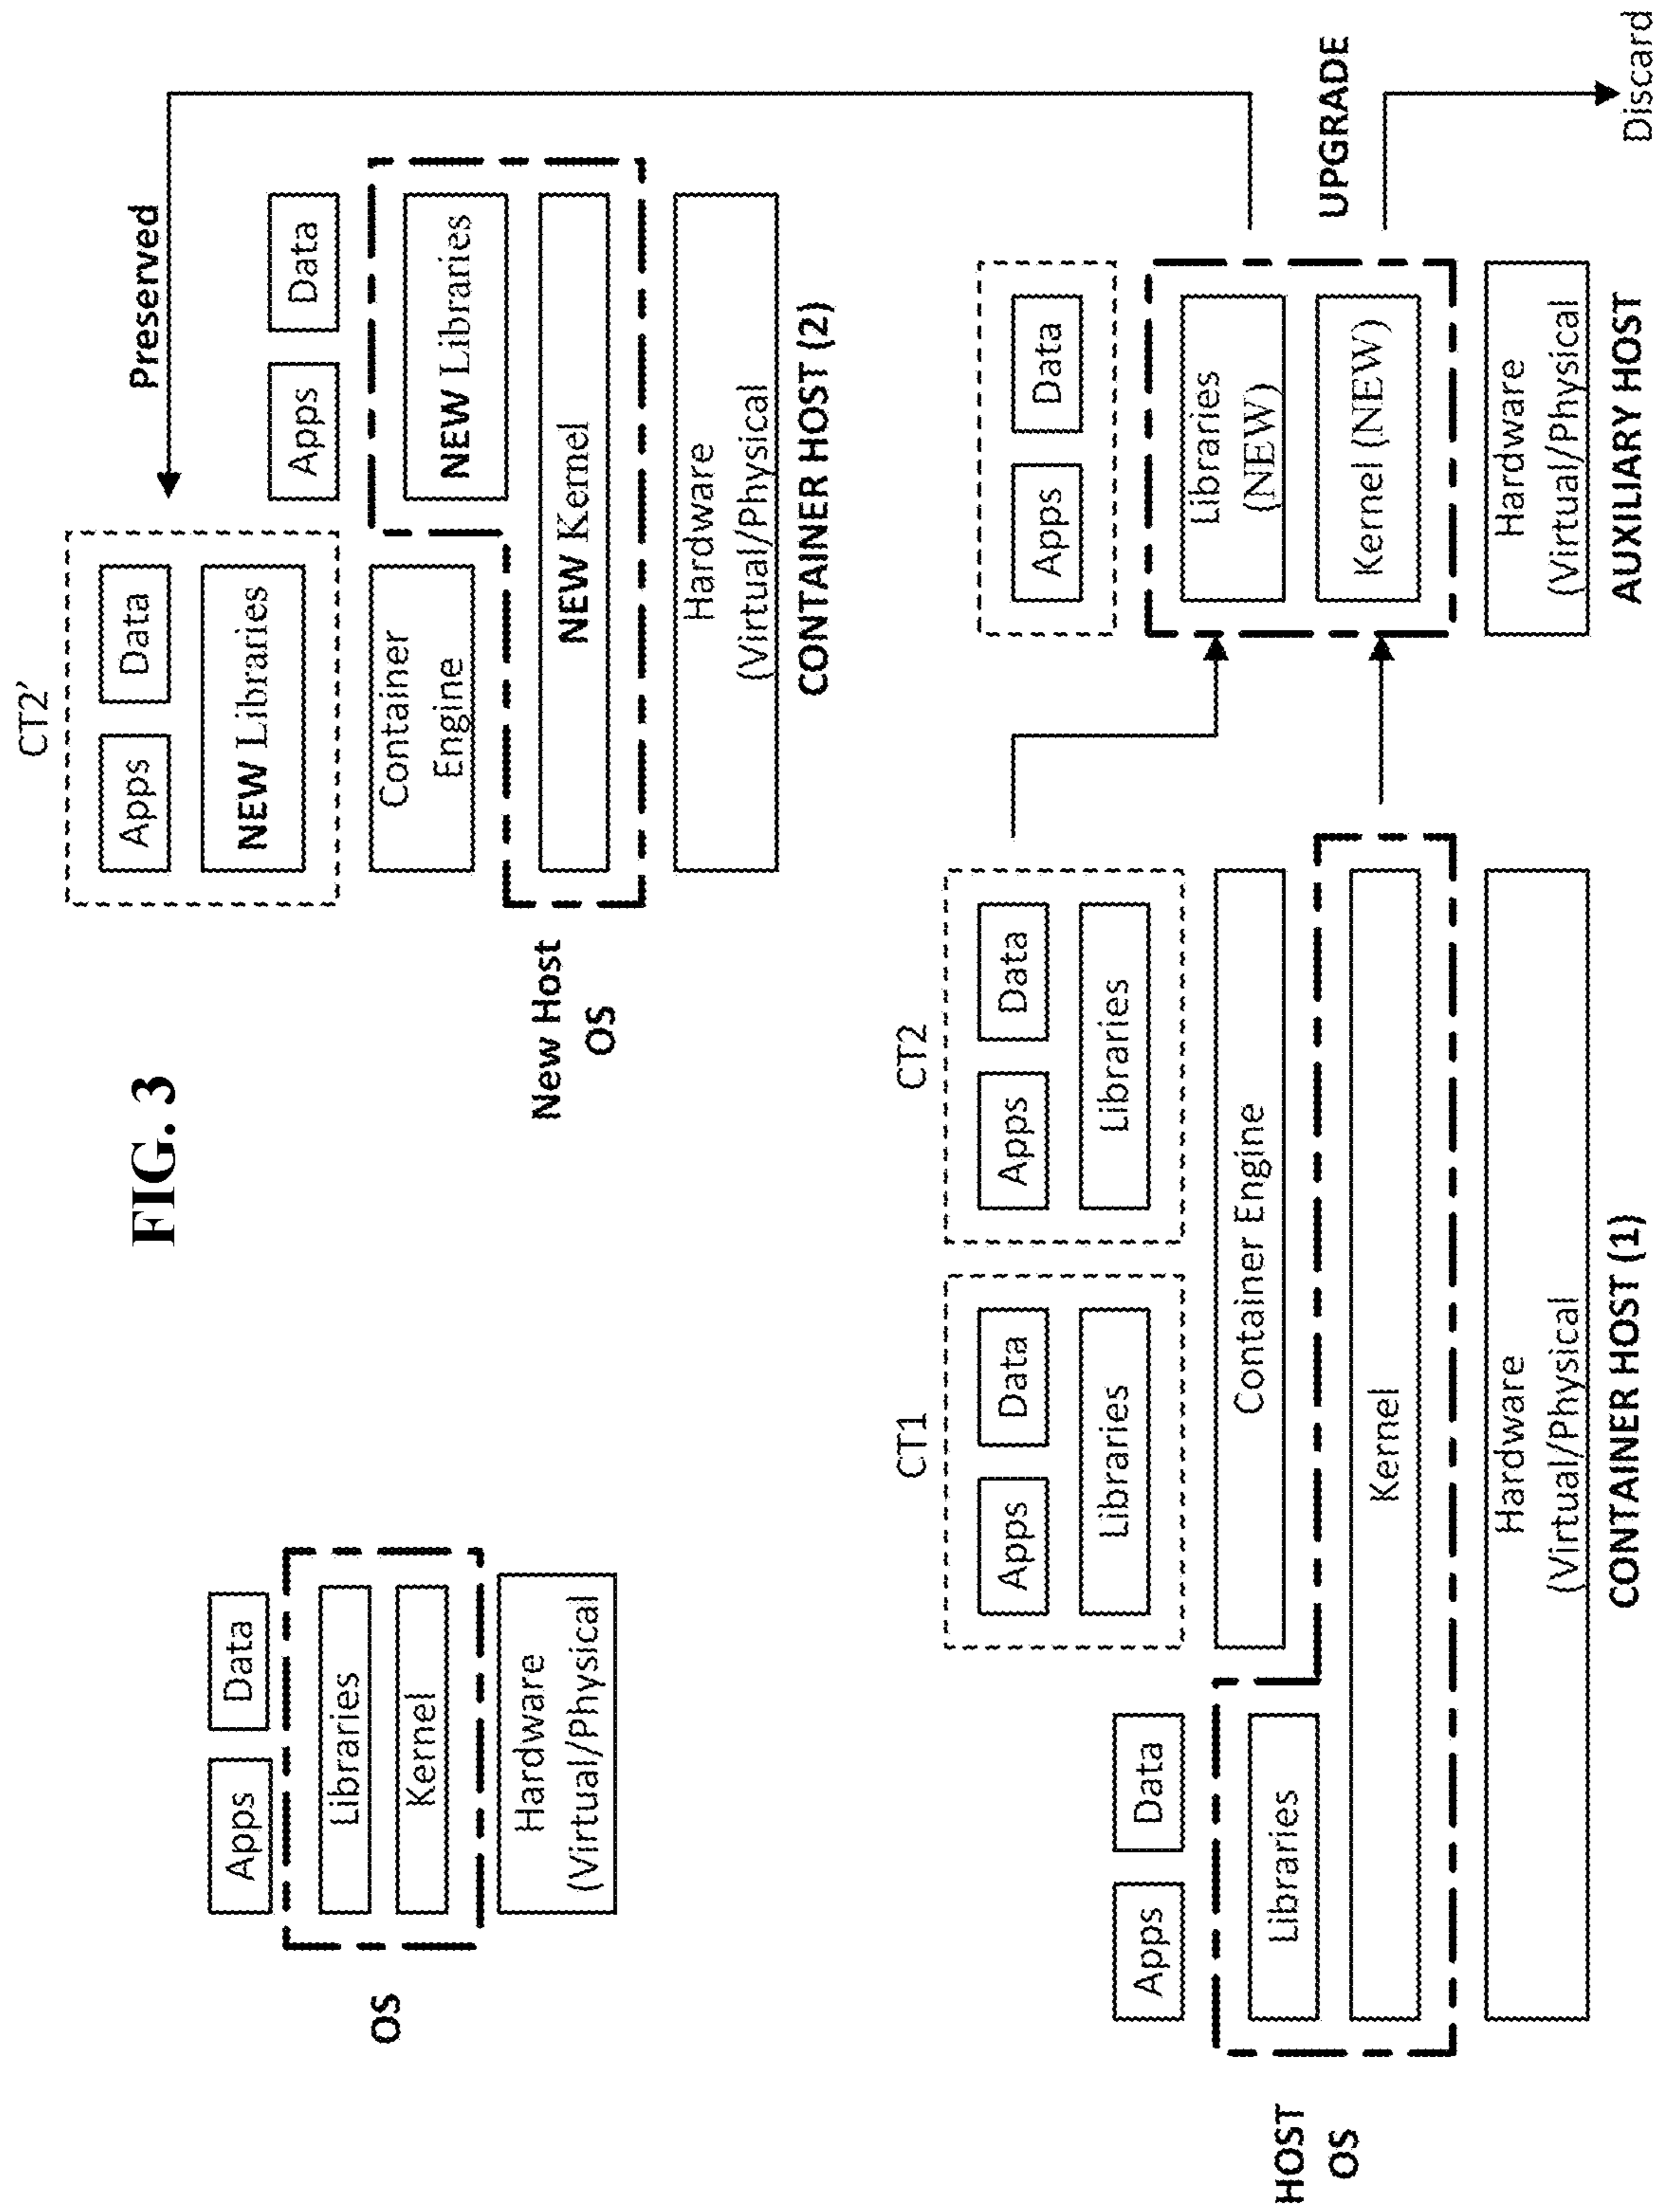 FIG. 3
Apps
Data
OS
Libraries
Kernel
Hardware
(Virtual/Physical
CT2'
Preserved
Apps
Data
NEW Libraries
Apps
Data
Container
Engine
NEW Libraries
New Host
OS
NEW Kernel
Hardware
(Virtual/Physical
CONTAINER HOST (2)
CT1
CT2
Apps
Data
Apps
Data
Libraries
Libraries
Apps
Data
Container Engine
HOST
OS
Libraries
Kernel
Hardware
(Virtual/Physical
CONTAINER HOST (1)
Apps
Data
Libraries
(NEW)
Kernel (NEW)
UPGRADE
Hardware
(Virtual/Physical
AUXILIARY HOST
Discard